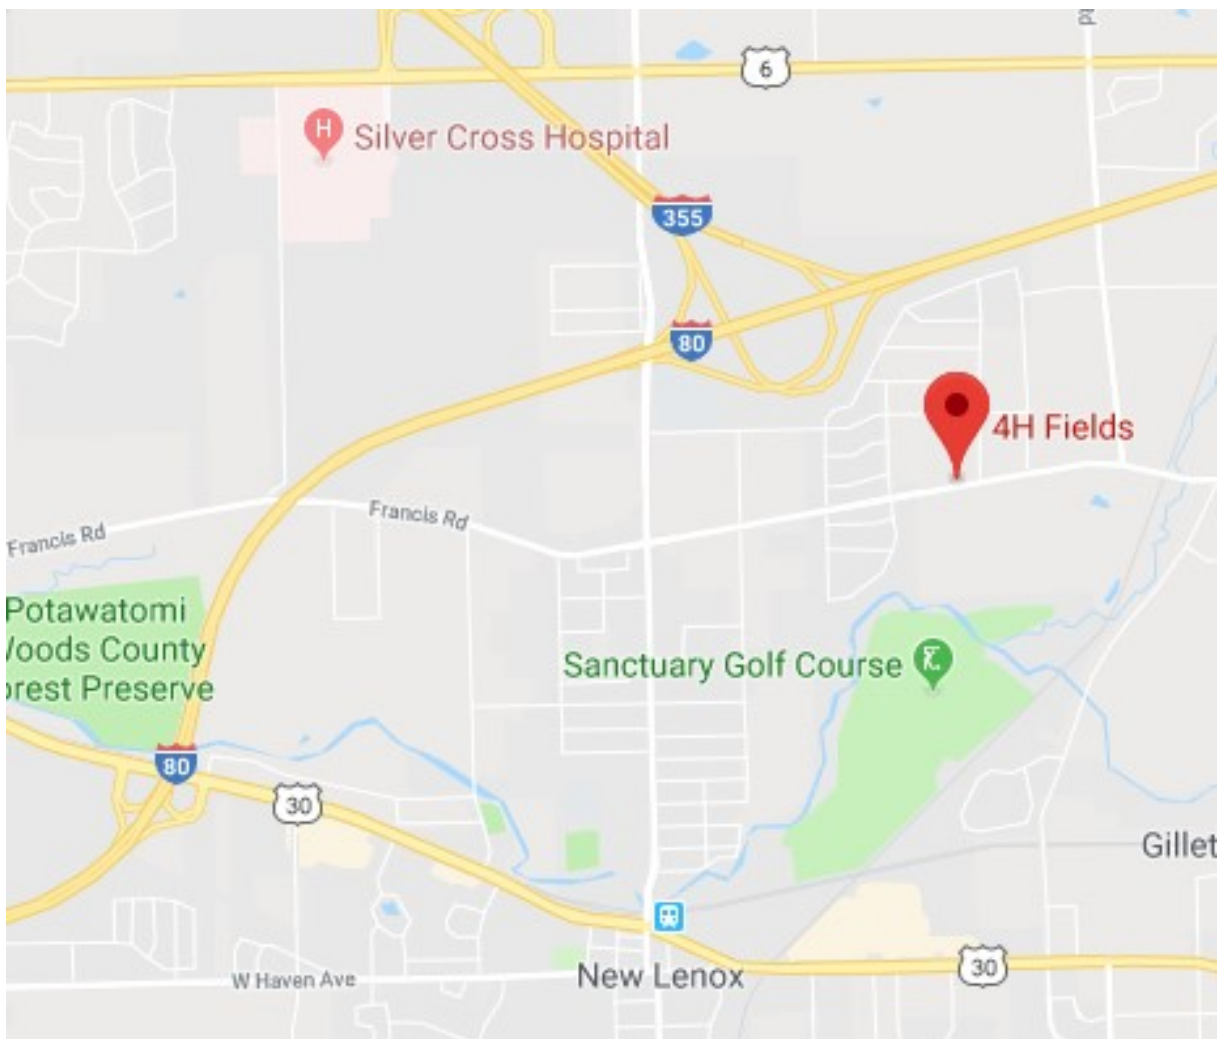 6
H
Silver Cross Hospital
355
80
4H Fields
Francis Rd
Francis Rd
Potawatomi
Woods County
orest Preserve
Sanctuary Golf Course
80
30
Gillet
W Haven Ave
New Lenox
30